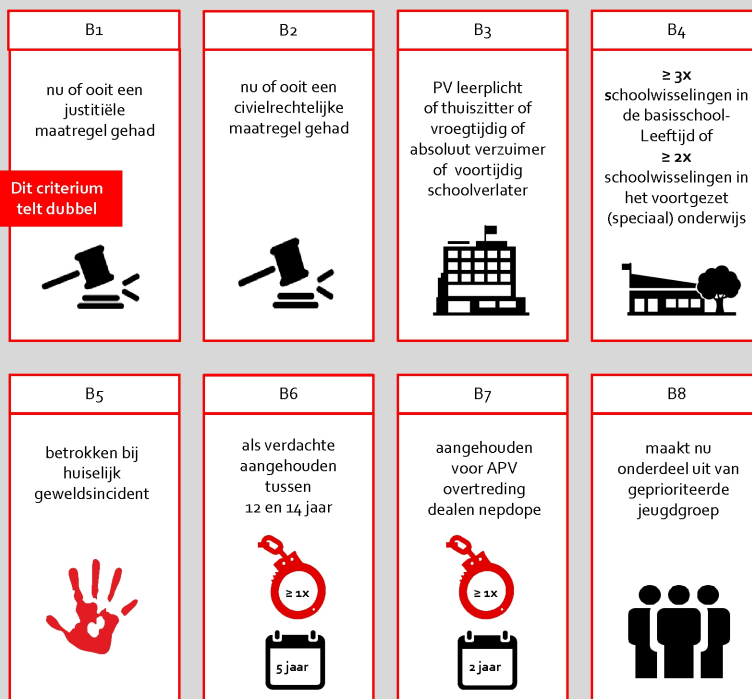 B1
nu of ooit een
justitiële
maatregel gehad
Dit criterium
telt dubbel
B2
nu of ooit een
civielrechtelijke
maatregel gehad
B3
PV leerplicht
of thuiszitter of
vroegtijdig of
absoluut verzuimer
of voortijdig
schoolverlater
B4
≥ 3x
schoolwisselingen in
de basisschool-
Leeftijd of
≥ 2x
schoolwisselingen in
het voortgezet
(speciaal) onderwijs
B5
betrokken bij
huiselijk
geweldsincident
B6
als verdachte
aangehouden
tussen
12 en 14 jaar
≥ 1x
5 jaar
B7
aangehouden
voor APV
overtreding
dealen nepdope
≥ 1x
2 jaar
B8
maakt nu
onderdeel uit van
geprioriteerde
jeugdgroep